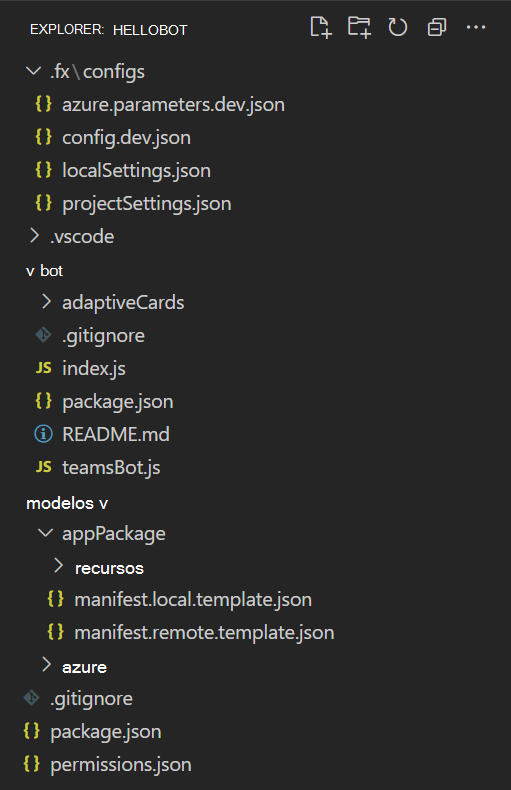 EXPLORER: HELLOBOT
.fx\configs
{} azure.parameters.dev.json
{} config.dev.json
{} localSettings.json
{} projectSettings.json
.vscode
v bot
adaptiveCards
.gitignore
JS index.js
{} package.json
README.md
JS teamsBot.js
modelos v
appPackage
recursos
{} manifest.local.template.json
{} manifest.remote.template.json
azure
.gitignore
{} package.json
{} permissions.json